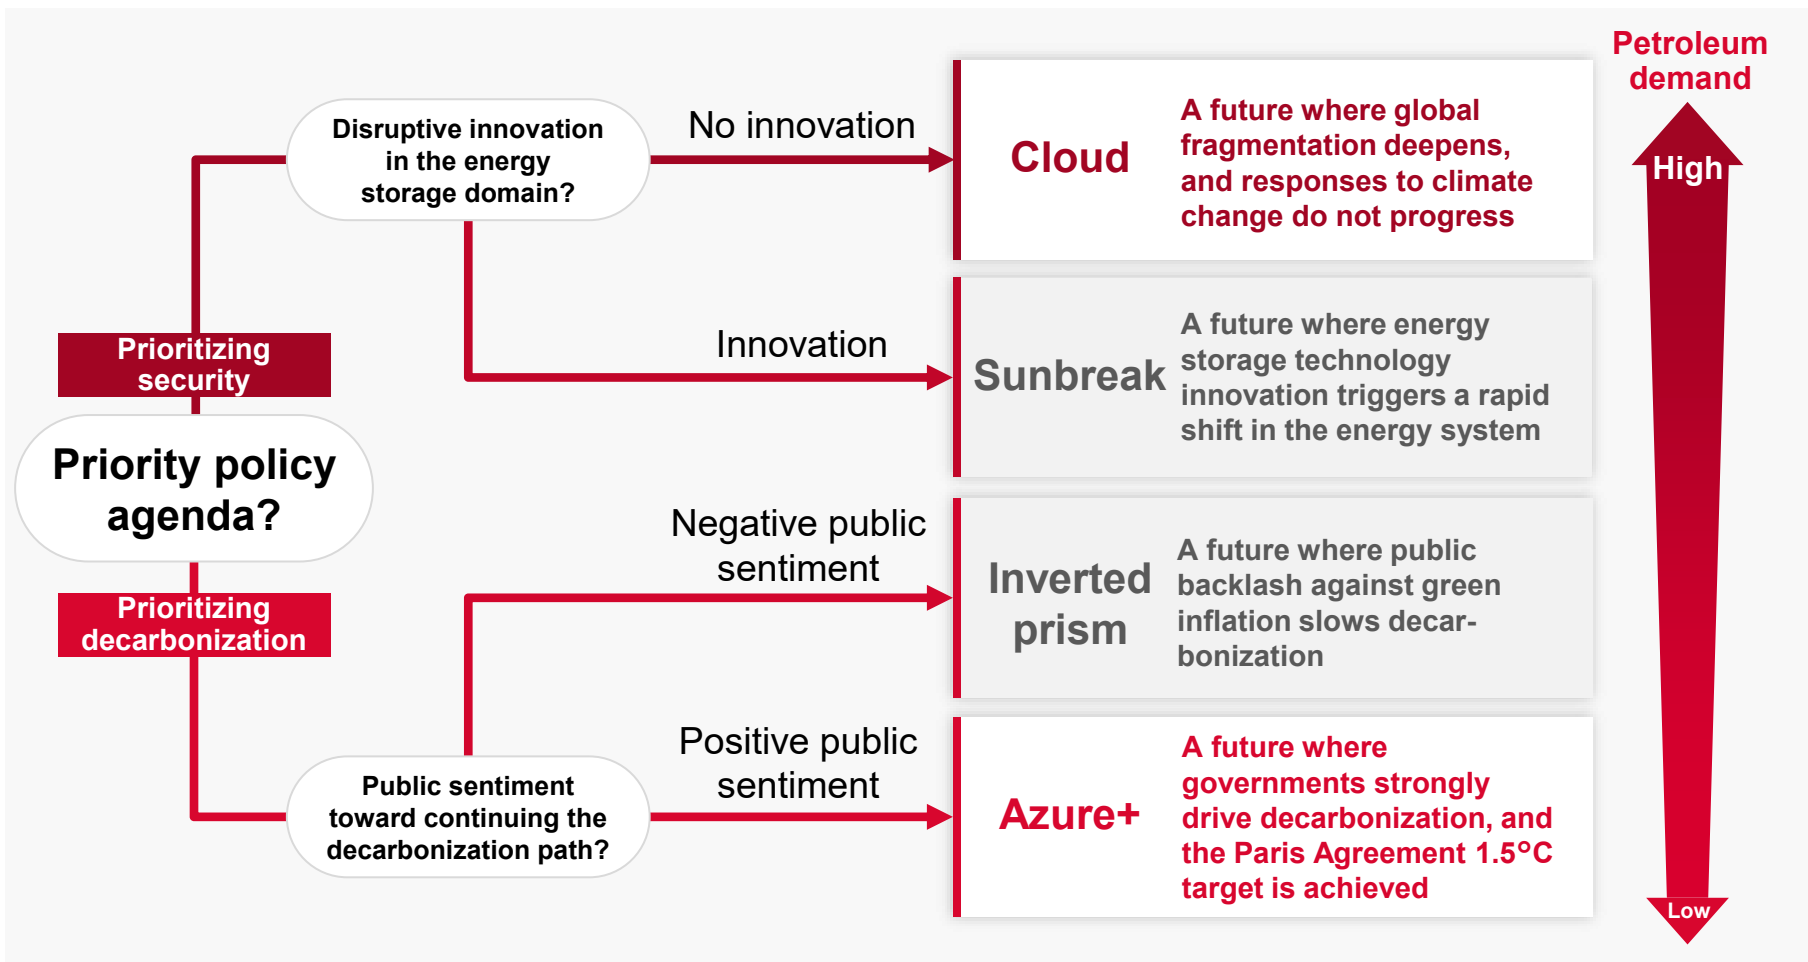 Petroleum
demand
High
Low
Priority policy
agenda?
Prioritizing
security
Disruptive innovation
in the energy
storage domain?
No innovation
Cloud
A future where global
fragmentation deepens,
and responses to climate
change do not progress
Innovation
Sunbreak
A future where energy
storage technology
innovation triggers a rapid
shift in the energy system
Prioritizing
decarbonization
Public sentiment
toward continuing the
decarbonization path?
Negative public
sentiment
Inverted
prism
A future where public
backlash against green
inflation slows decar-
bonization
Positive public
sentiment
Azure+
A future where
governments strongly
drive decarbonization, and
the Paris Agreement 1.5°C
target is achieved